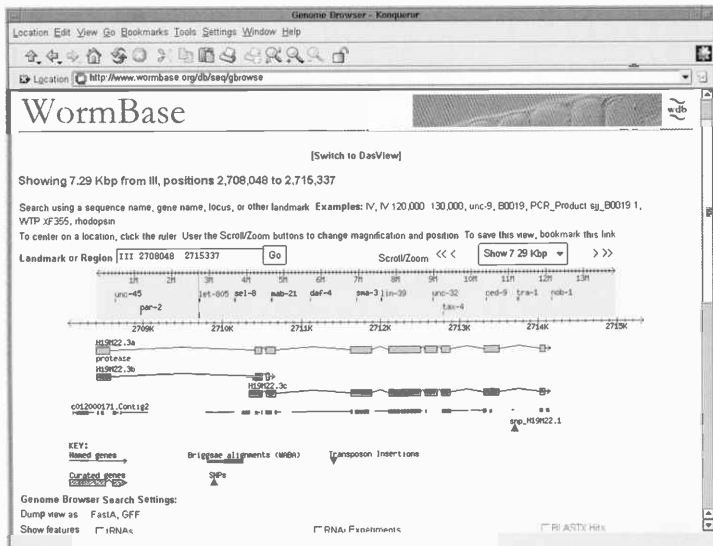 Genome Browser - Konqueror
Location Edit View Go Bookmarks Tools Settings Window Help
Location http://www.wormbase.org/db/seq/gbrowse
WormBase
wdb
[Switch to DasView]
Showing 7.29 Kbp from III, positions 2,708,048 to 2,715,337
Search using a sequence name, gene name, locus, or other landmark Examples: IV, IV 120,000 130,000, unc-9, B0019, PCR_Product sjj_B0019 1,
WTP XF355, rhodopsin
To center on a location, click the ruler User the Scroll/Zoom buttons to change magnification and position To save this view, bookmark this link
Landmark or Region III 2708048 2715337 Go Scroll/Zoom << < Show 7 29 Kbp > >>
1M 2M 3M 4M 5M 6M 7M 8M 9M 10M 11M 12M 13M
unc-45 let-805 sel-8 mab-21 daf-4 sma-3 lin-39 unc-32 ced-9 tra-1 nob-1
par-2 tax-4
2709K 2710K 2711K 2712K 2713K 2714K 2715K
H19M22.3a
protease
H19M22.3b
H19M22.3c
c012000171.Contig2
snp_H19M22.1
KEY:
Named genes Briggsae alignments (WABA) Transposon Insertions
Curated genes SNPs
Genome Browser Search Settings:
Dump view as FastA, GFF
Show features tRNAs RNAi Experiments BLASTX Hits